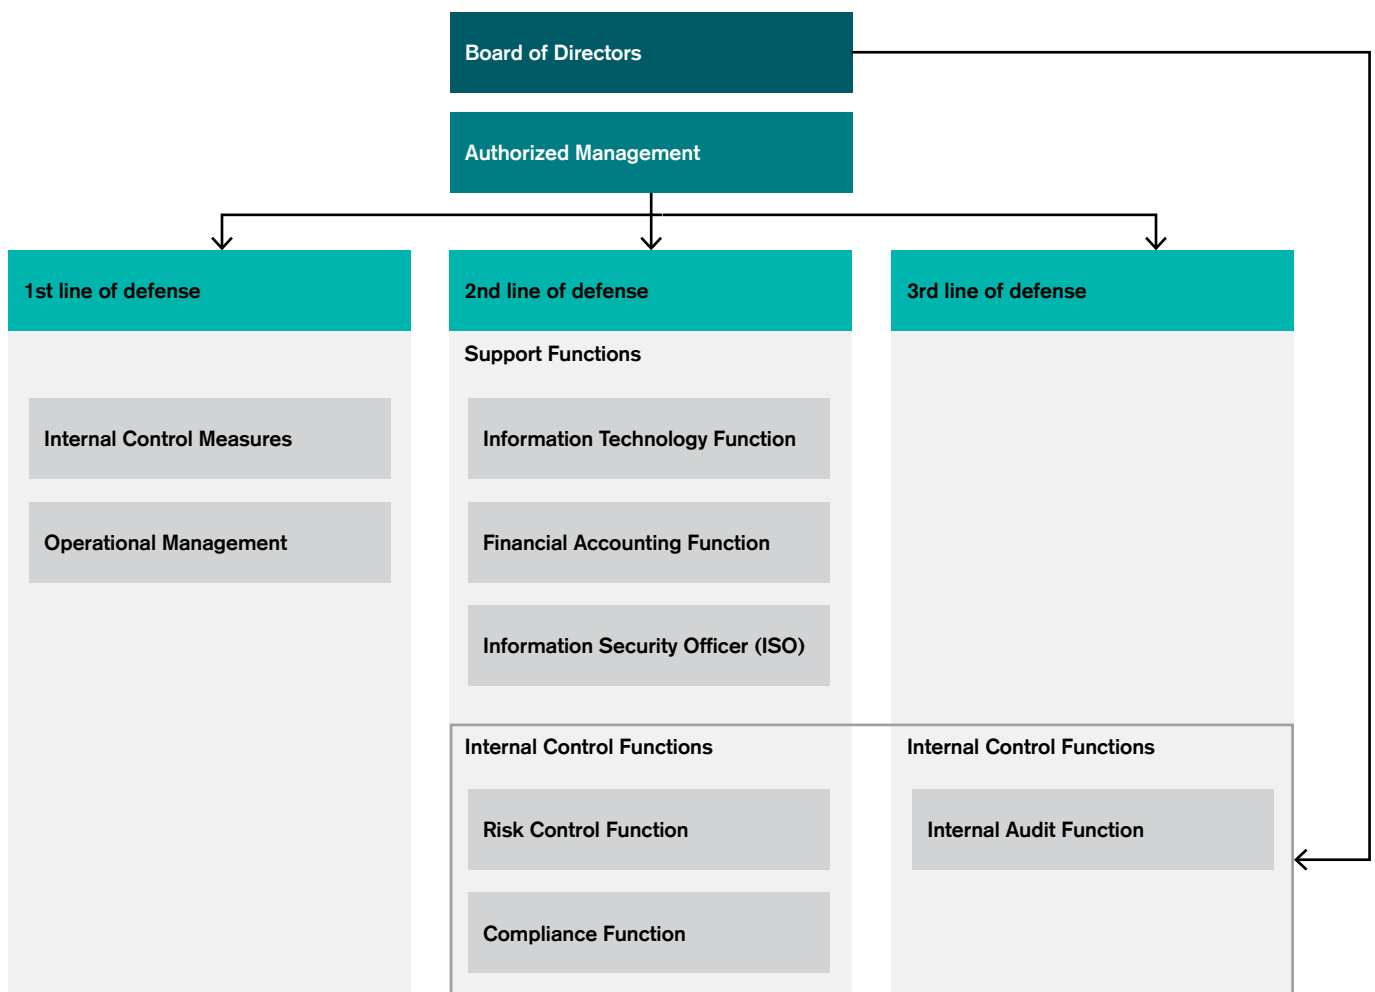 Board of Directors
Authorized Management
1st line of defense
Internal Control Measures
Operational Management
2nd line of defense
Support Functions
Information Technology Function
Financial Accounting Function
Information Security Officer (ISO)
Internal Control Functions
Risk Control Function
Compliance Function
3rd line of defense
Internal Control Functions
Internal Audit Function